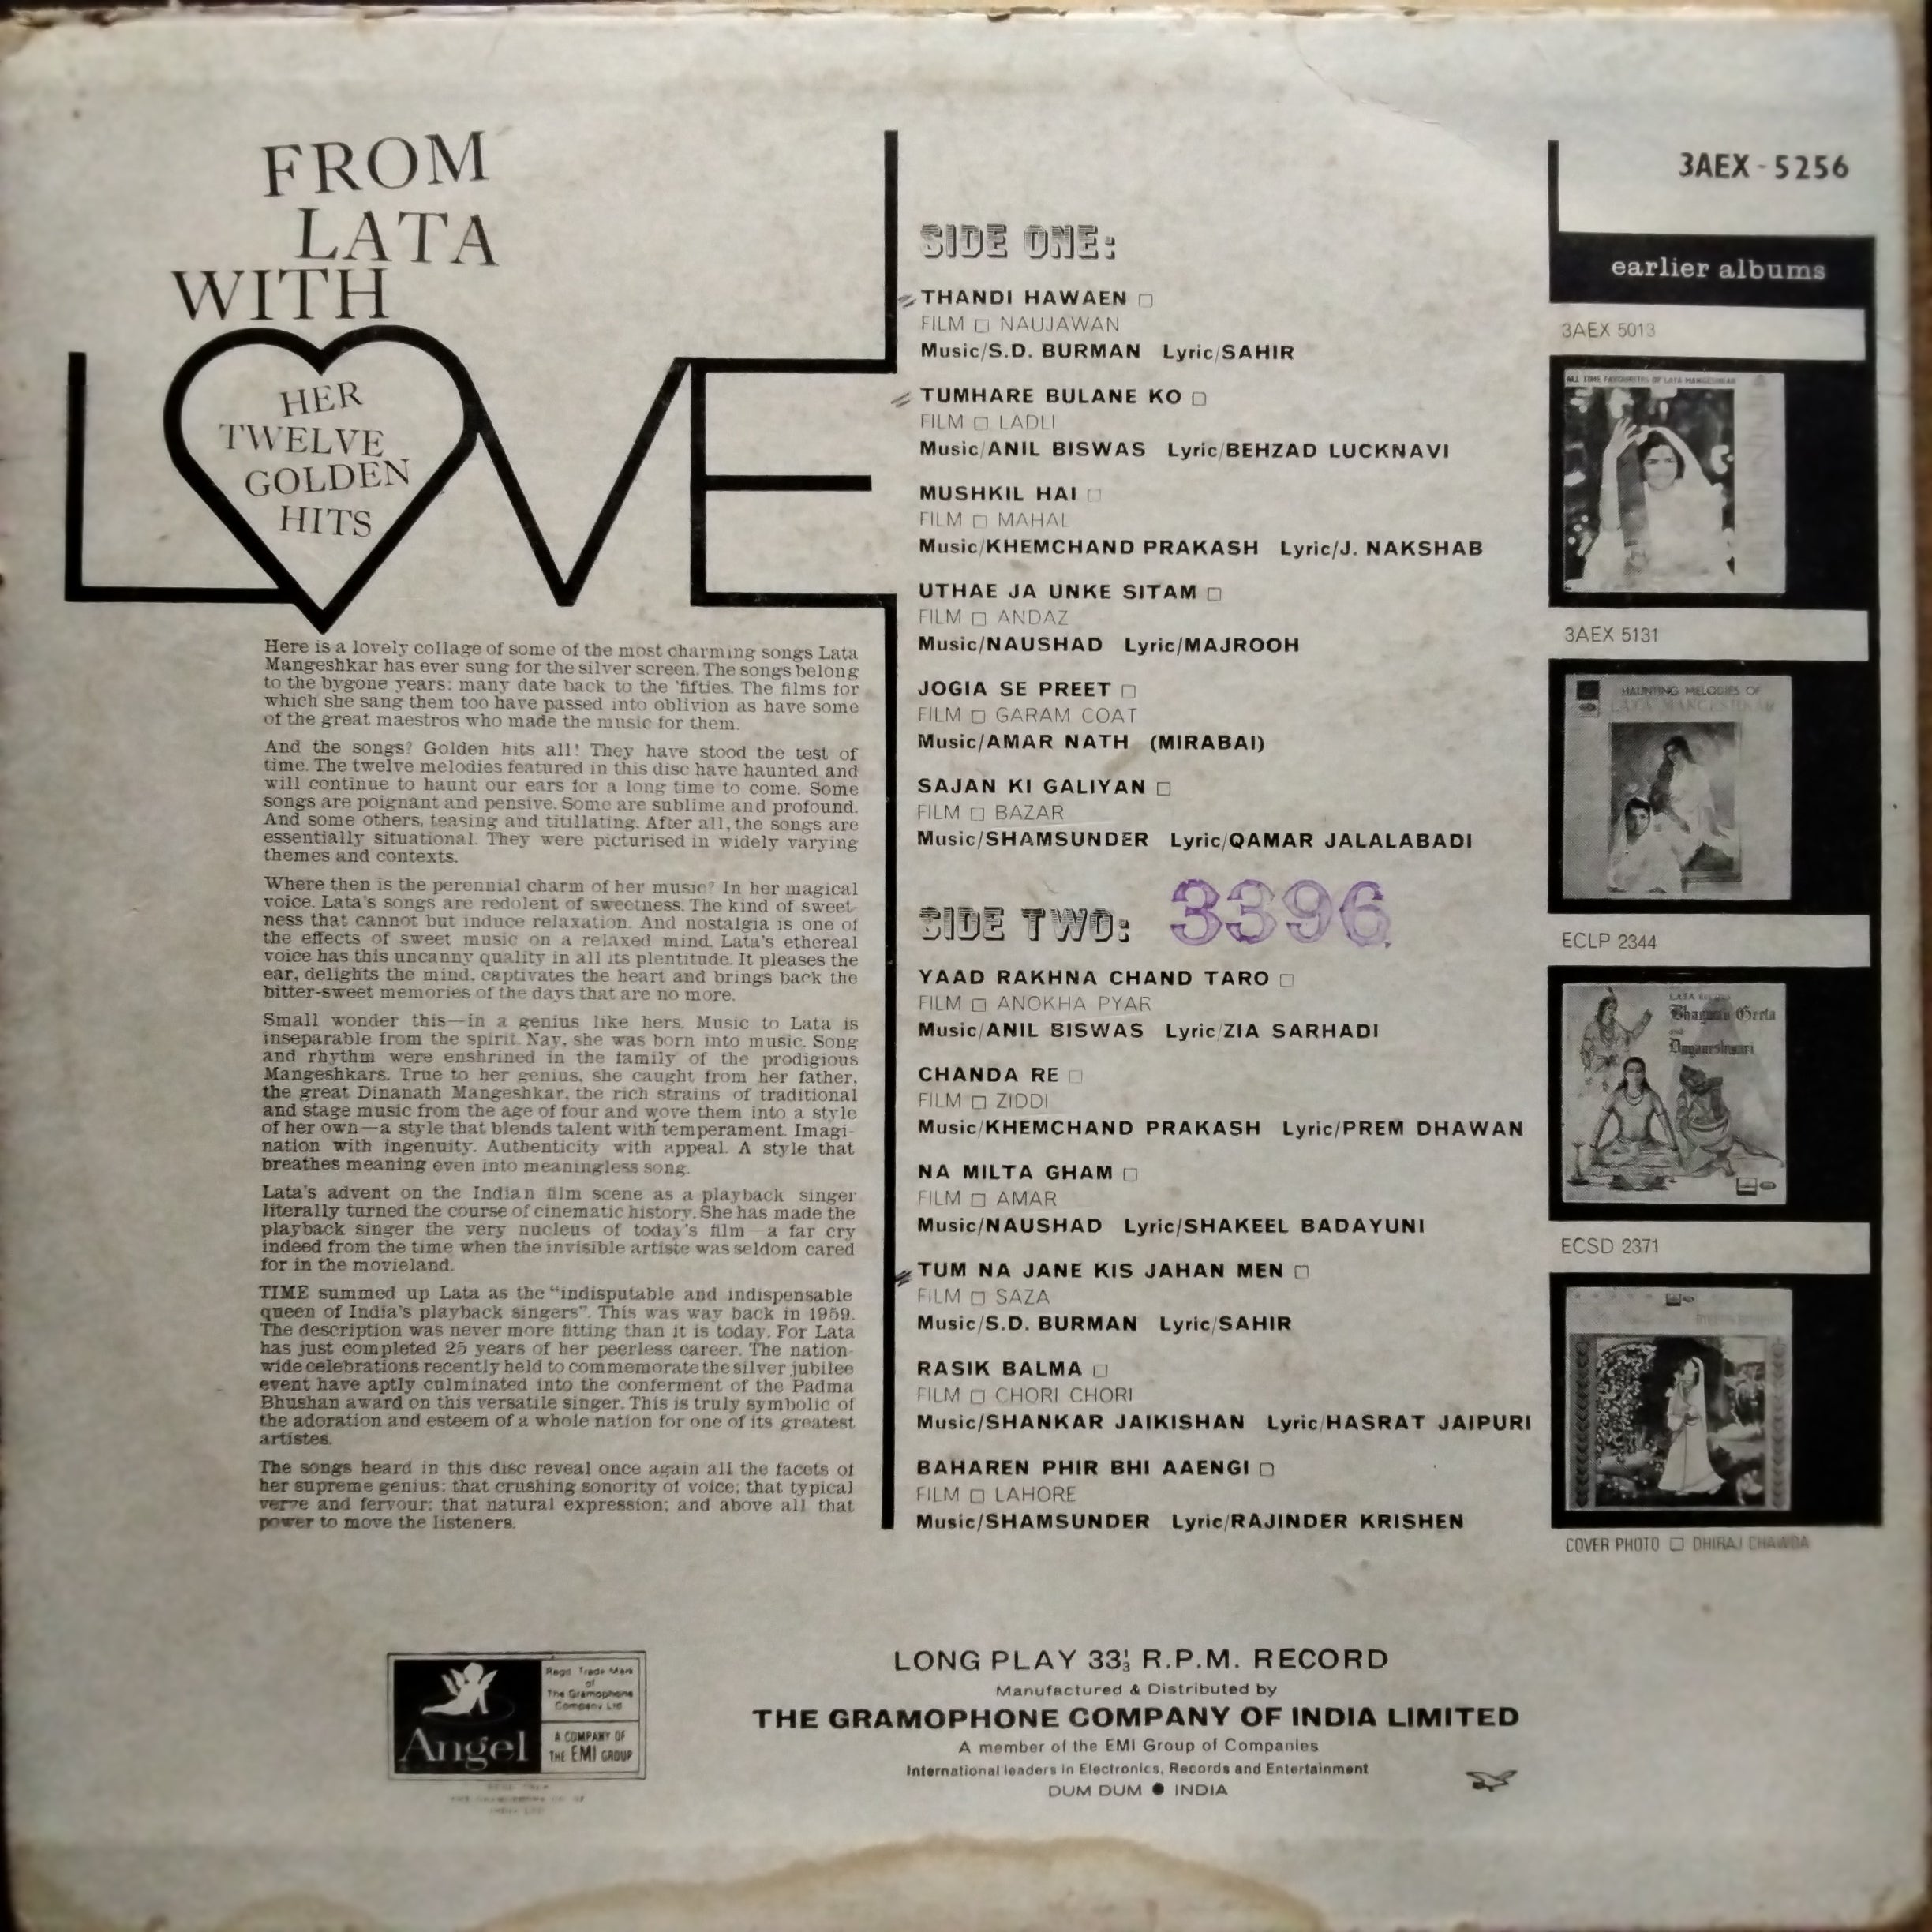 FROM
LATA
WITH
LOVE
HER
TWELVE
GOLDEN
HITS
Here is a lovely collage of some of the most charming songs Lata
Mangeshkar has ever sung for the silver screen. The songs belong
to the bygone years: many date back to the 'fifties. The films for
which she sang them too have passed into oblivion as have some
of the great maestros who made the music for them.
And the songs? Golden hits all! They have stood the test of
time. The twelve melodies featured in this disc have haunted and
will continue to haunt our ears for a long time to come. Some
songs are poignant and pensive. Some are sublime and profound.
And some others, teasing and titillating. After all, the songs are
essentially situational. They were picturised in widely varying
themes and contexts.
Where then is the perennial charm of her music? In her magical
voice. Lata's songs are redolent of sweetness. The kind of sweet-
ness that cannot but induce relaxation. And nostalgia is one of
the effects of sweet music on a relaxed mind. Lata's ethereal
voice has this uncanny quality in all its plentitude. It pleases the
ear, delights the mind, captivates the heart and brings back the
bitter-sweet memories of the days that are no more.
Small wonder this—in a genius like hers. Music to Lata is
inseparable from the spirit. Nay, she was born into music. Song
and rhythm were enshrined in the family of the prodigious
Mangeshkars. True to her genius, she caught from her father,
the great Dinanath Mangeshkar, the rich strains of traditional
and stage music from the age of four and wove them into a style
of her own—a style that blends talent with temperament. Imagi-
nation with ingenuity. Authenticity with appeal. A style that
breathes meaning even into meaningless song.
Lata's advent on the Indian film scene as a playback singer
literally turned the course of cinematic history. She has made the
playback singer the very nucleus of today's film—a far cry
indeed from the time when the invisible artiste was seldom cared
for in the movieland.
TIME summed up Lata as the "indisputable and indispensable
queen of India's playback singers". This was way back in 1959.
The description was never more fitting than it is today. For Lata
has just completed 25 years of her peerless career. The nation-
wide celebrations recently held to commemorate the silver jubilee
event have aptly culminated into the conferment of the Padma
Bhushan award on this versatile singer. This is truly symbolic of
the adoration and esteem of a whole nation for one of its greatest
artistes.
The songs heard in this disc reveal once again all the facets of
her supreme genius: that crushing sonority of voice; that typical
verve and fervour; that natural expression; and above all that
power to move the listeners.
SIDE ONE:
THANDI HAWAEN □
FILM □ NAUJAWAN
Music/S.D. BURMAN Lyric/SAHIR
TUMHARE BULANE KO □
FILM □ LADLI
Music/ANIL BISWAS Lyric/BEHZAD LUCKNAVI
MUSHKIL HAI □
FILM □ MAHAL
Music/KHEMCHAND PRAKASH Lyric/J. NAKSHAB
UTHAE JA UNKE SITAM □
FILM □ ANDAZ
Music/NAUSHAD Lyric/MAJROOH
JOGIA SE PREET □
FILM □ GARAM COAT
Music/AMAR NATH (MIRABAI)
SAJAN KI GALIYAN □
FILM □ BAZAR
Music/SHAMSUNDER Lyric/QAMAR JALALABADI
SIDE TWO: 3396
YAAD RAKHNA CHAND TARO □
FILM □ ANOKHA PYAR
Music/ANIL BISWAS Lyric/ZIA SARHADI
CHANDA RE □
FILM □ ZIDDI
Music/KHEMCHAND PRAKASH Lyric/PREM DHAWAN
NA MILTA GHAM □
FILM □ AMAR
Music/NAUSHAD Lyric/SHAKEEL BADAYUNI
TUM NA JANE KIS JAHAN MEN □
FILM □ SAZA
Music/S.D. BURMAN Lyric/SAHIR
RASIK BALMA □
FILM □ CHORI CHORI
Music/SHANKAR JAIKISHAN Lyric/HASRAT JAIPURI
BAHAREN PHIR BHI AAENGI □
FILM □ LAHORE
Music/SHAMSUNDER Lyric/RAJINDER KRISHEN
3AEX - 5256
earlier albums
3AEX 5013
ALL TIME FAVOURITES OF LATA MANGESHKAR
3AEX 5131
HAUNTING MELODIES OF
LATA MANGESHKAR
ECLP 2344
Bhagwad Geeta
ECSD 2371
COVER PHOTO □ DHIRAJ CHAWDA
Angel
Regd. Trade Mark
of
The Gramophone
Company Ltd
A COMPANY OF
THE EMI GROUP
LONG PLAY 33⅓ R.P.M. RECORD
Manufactured & Distributed by
THE GRAMOPHONE COMPANY OF INDIA LIMITED
A member of the EMI Group of Companies
International leaders in Electronics, Records and Entertainment
DUM DUM ● INDIA